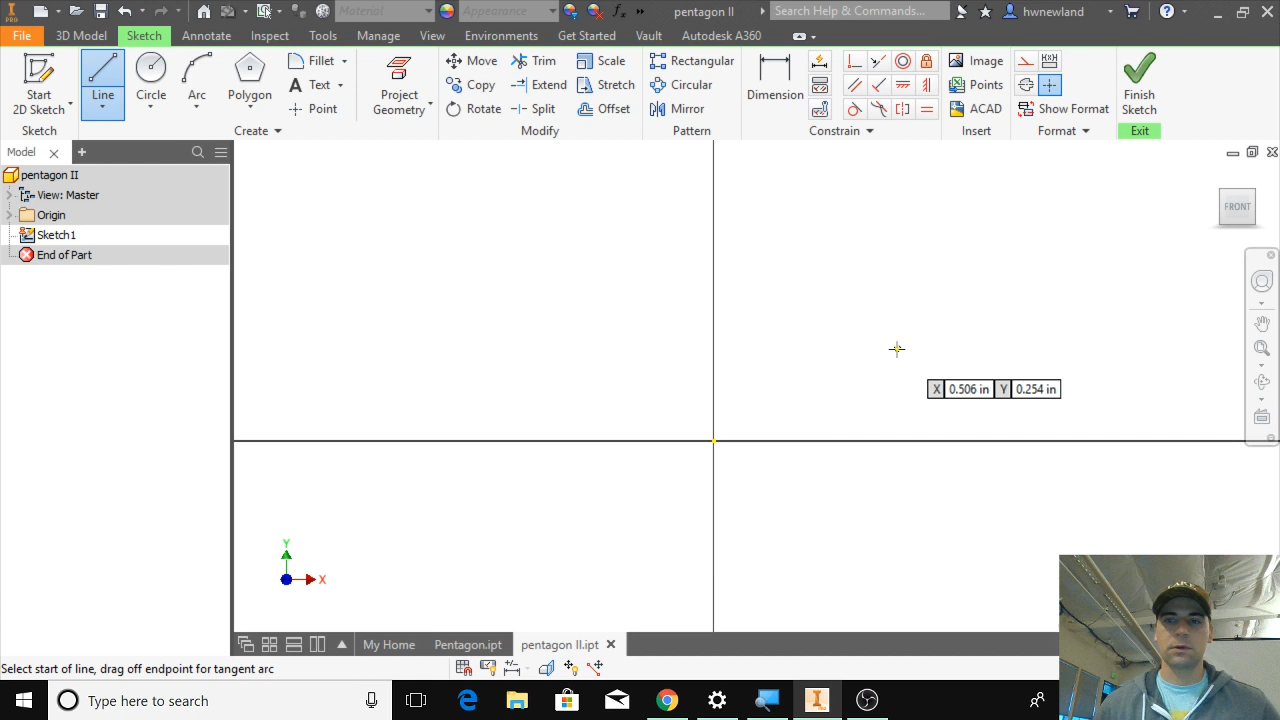 PRO Material Appearance fx pentagon II Search Help & Commands... hwnewland
File 3D Model Sketch Annotate Inspect Tools Manage View Environments Get Started Vault Autodesk A360
Start
2D Sketch
Line
Circle
Arc
Polygon
Fillet
Text
Point
Project
Geometry
Move Trim Scale
Copy Extend Stretch
Rotate Split Offset
Rectangular
Circular
Mirror
Dimension
Image
Points
ACAD
Show Format
Finish
Sketch
Sketch Create Modify Pattern Constrain Insert Format Exit
Model
pentagon II
View: Master
Origin
Sketch1
End of Part
FRONT
X 0.506 in Y 0.254 in
Y
X
My Home Pentagon.ipt pentagon II.ipt
Select start of line, drag off endpoint for tangent arc
Type here to search